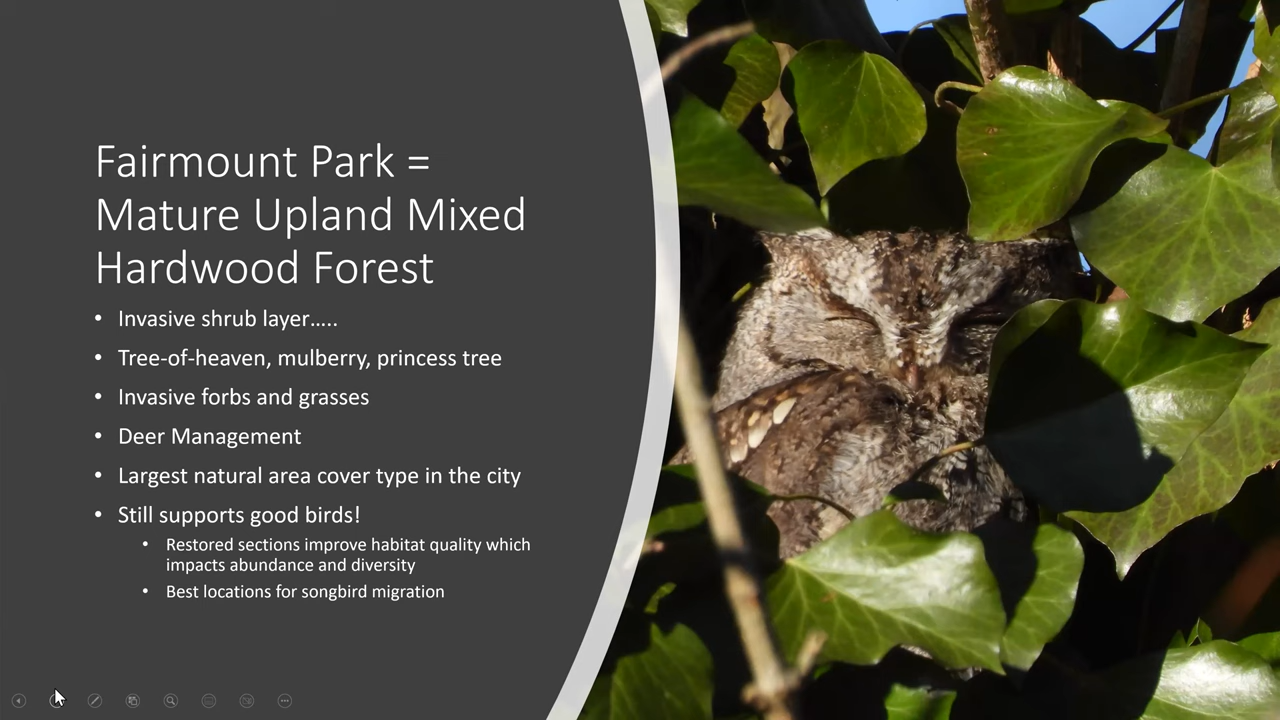 Fairmount Park =
Mature Upland Mixed
Hardwood Forest
• Invasive shrub layer.....
• Tree-of-heaven, mulberry, princess tree
• Invasive forbs and grasses
• Deer Management
• Largest natural area cover type in the city
• Still supports good birds!
• Restored sections improve habitat quality which
impacts abundance and diversity
• Best locations for songbird migration